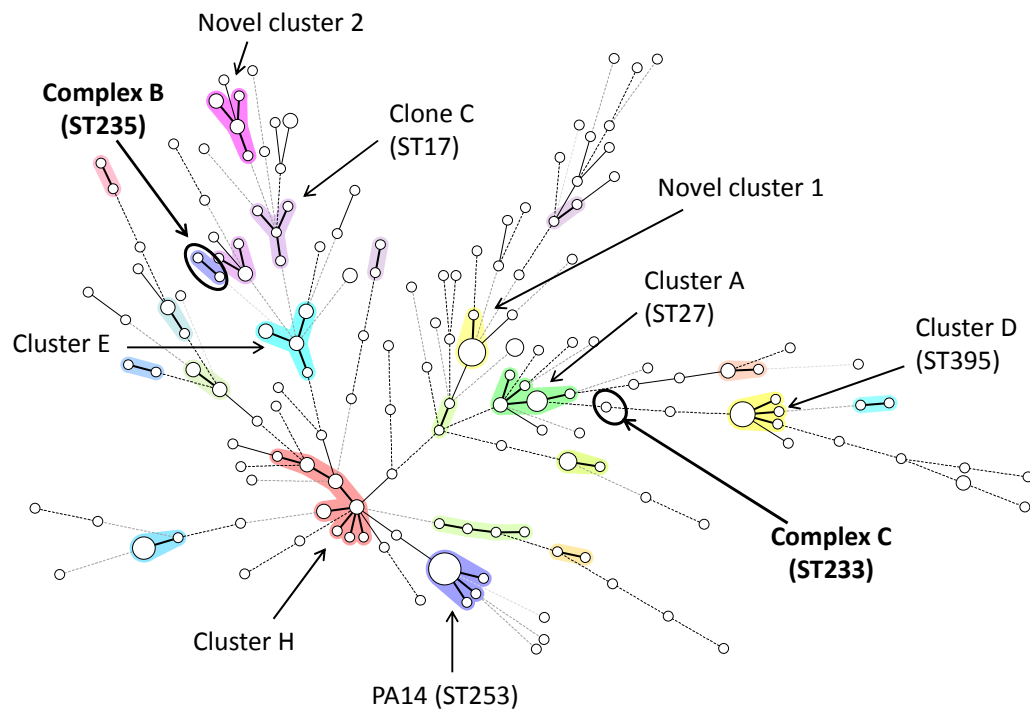 Novel cluster 2
Complex B
(ST235)
Clone C
(ST17)
Novel cluster 1
Cluster A
(ST27)
Cluster D
(ST395)
Cluster E
Complex C
(ST233)
Cluster H
PA14 (ST253)